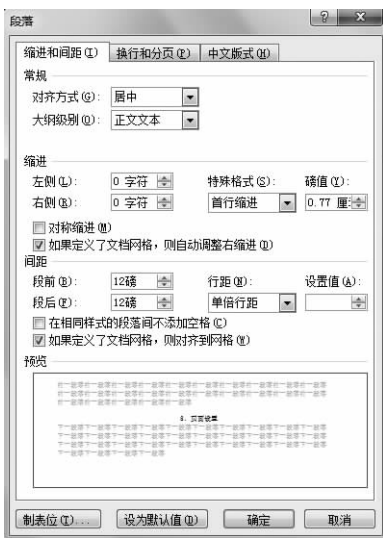 段落
缩进和间距(I) 换行和分页(P) 中文版式(H)
常规
对齐方式(G): 居中
大纲级别(O): 正文文本
缩进
左侧(L): 0 字符 特殊格式(S): 磅值(Y):
右侧(R): 0 字符 首行缩进 0.77 厘
对称缩进(M)
如果定义了文档网格，则自动调整右缩进(D)
间距
段前(B): 12磅 行距(N): 设置值(A):
段后(F): 12磅 单倍行距
在相同样式的段落间不添加空格(C)
如果定义了文档网格，则对齐到网格(W)
预览
制表位(T)... 设为默认值(D) 确定 取消